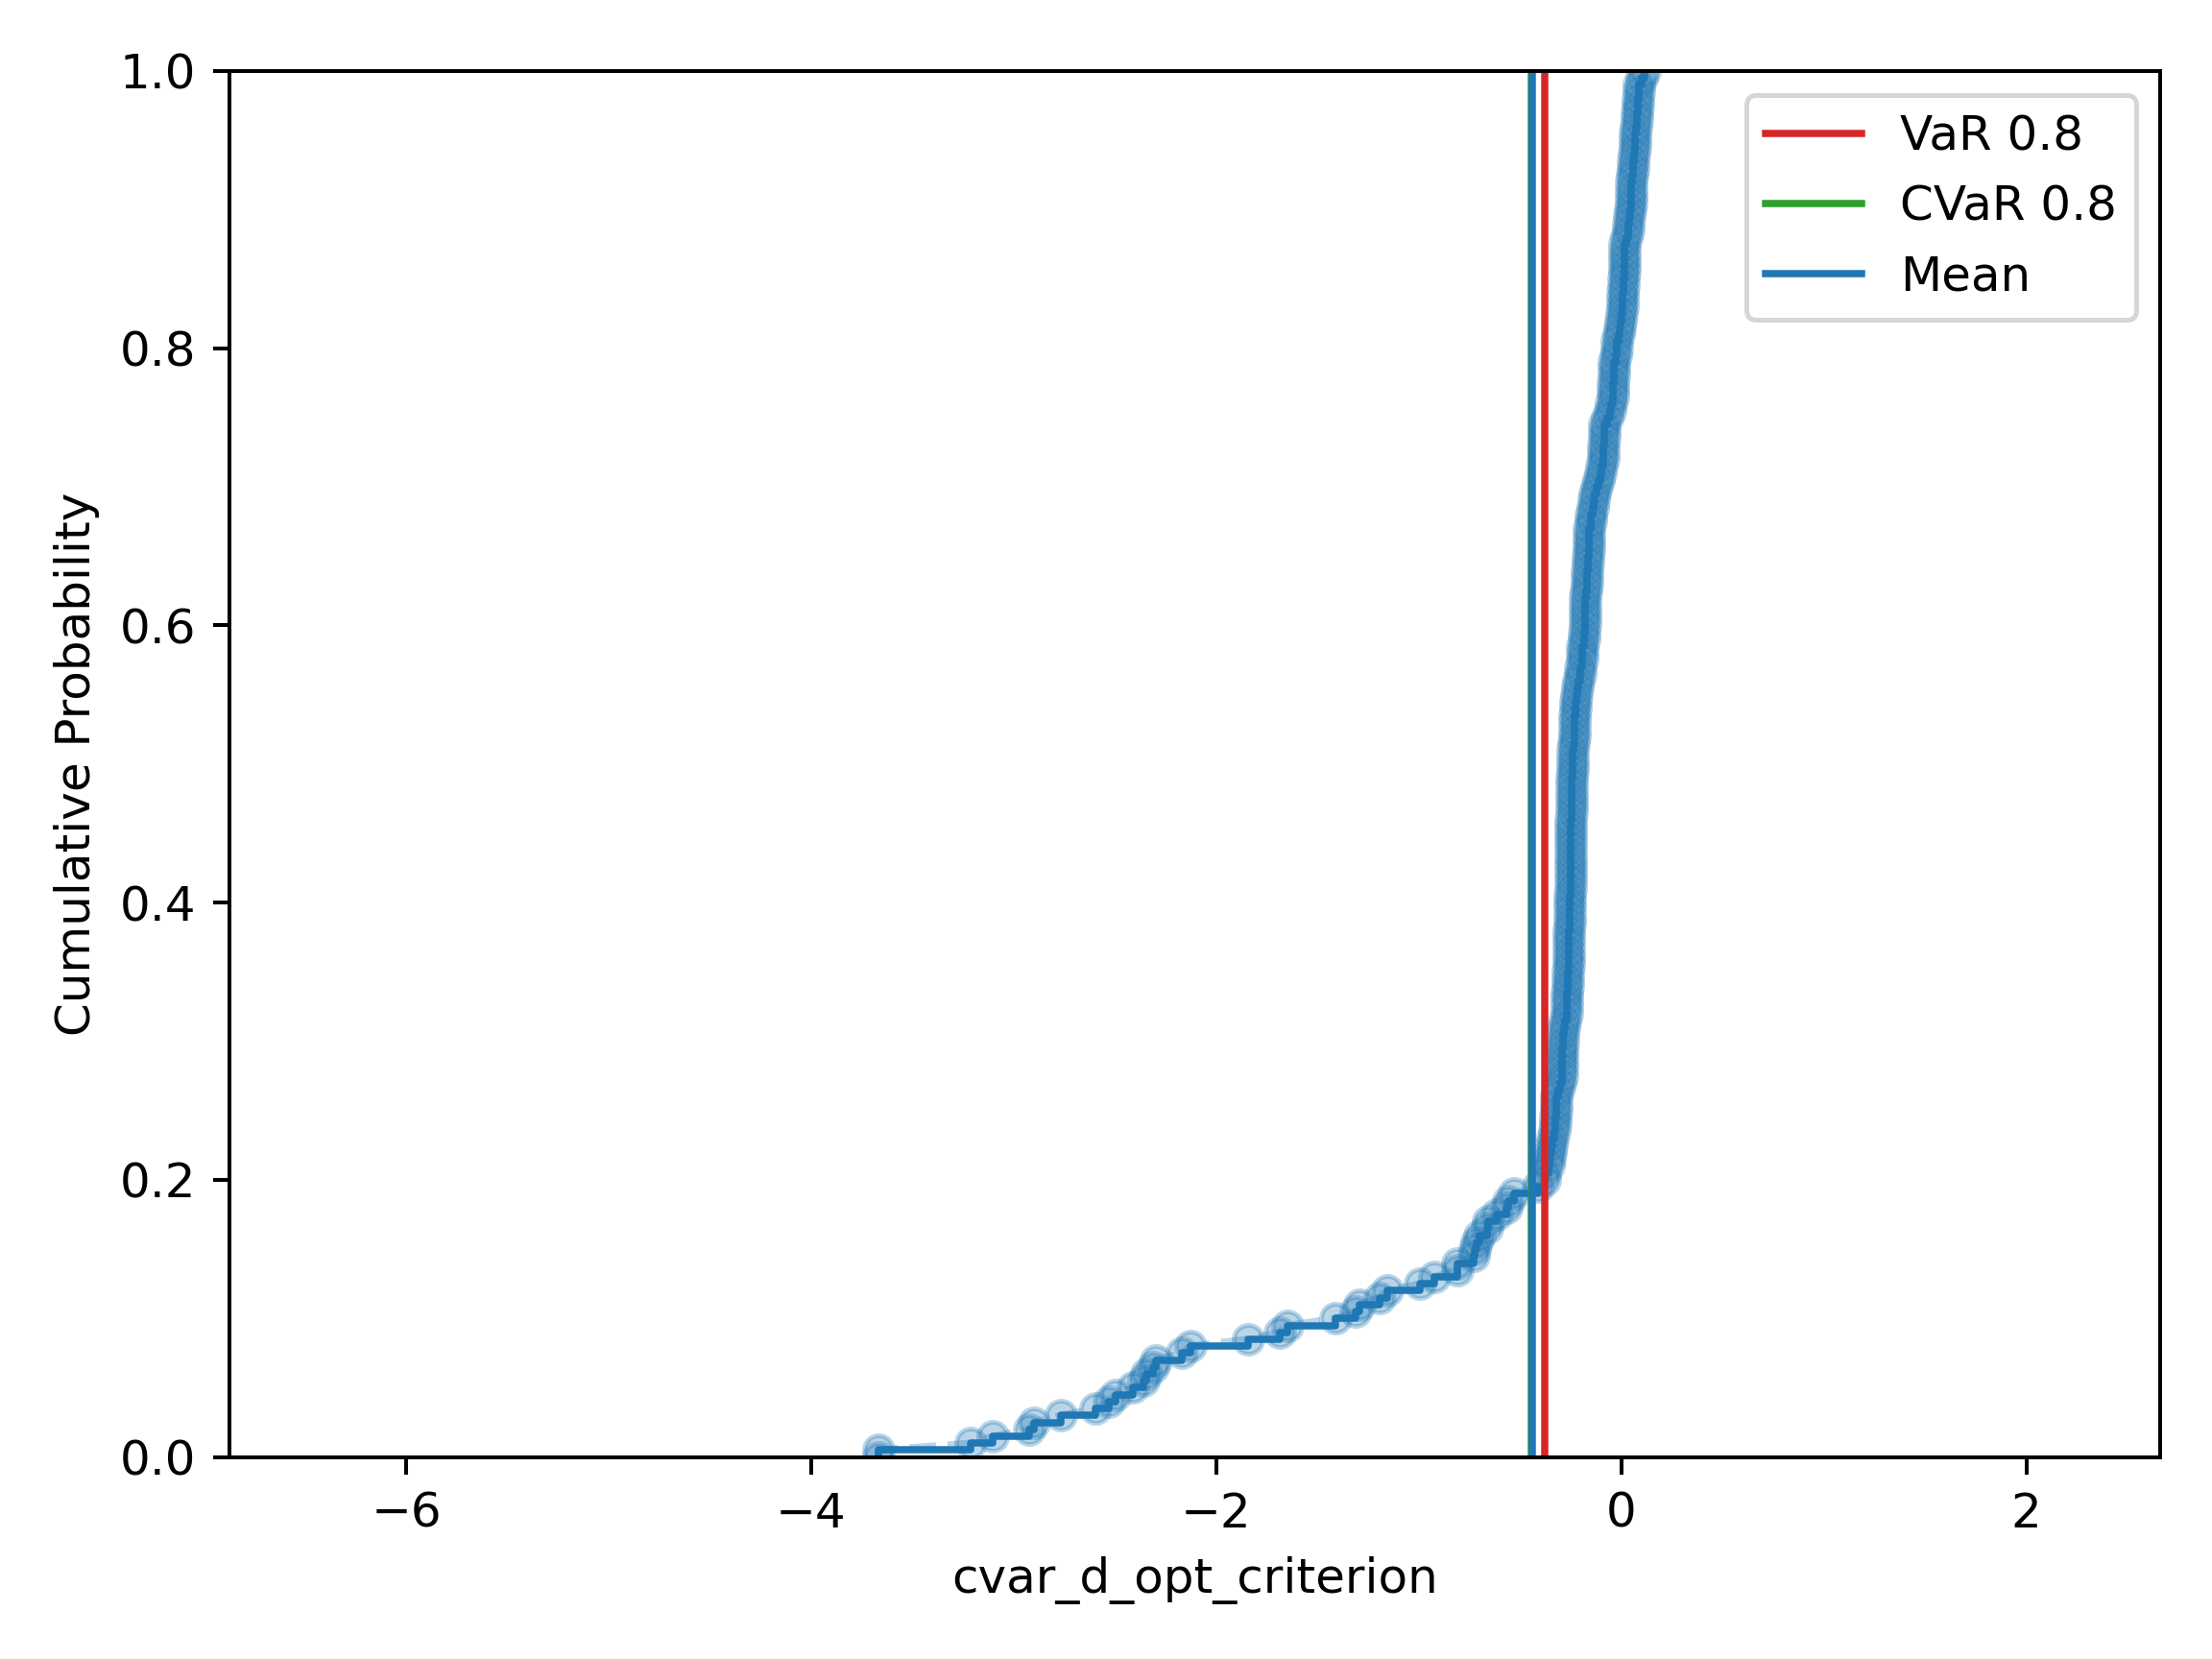 1.0
0.8
0.6
0.4
0.2
0.0
Cumulative Probability
VaR 0.8
CVaR 0.8
Mean
−6 −4 −2 0 2
cvar_d_opt_criterion